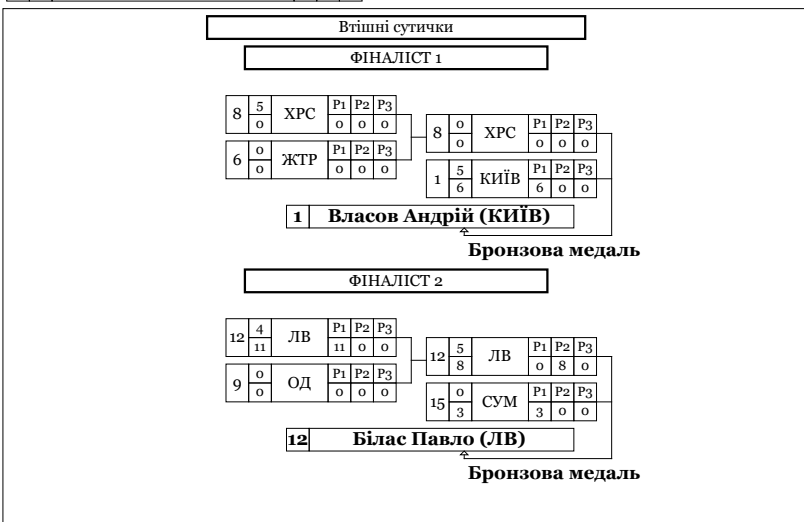 Втішні сутички
ФІНАЛІСТ 1
8 5 0 ХРС Р1 Р2 Р3 0 0 0
6 0 0 ЖТР Р1 Р2 Р3 0 0 0
8 0 0 ХРС Р1 Р2 Р3 0 0 0
1 5 6 КИЇВ Р1 Р2 Р3 6 0 0
1 Власов Андрій (КИЇВ)
Бронзова медаль
ФІНАЛІСТ 2
12 4 11 ЛВ Р1 Р2 Р3 11 0 0
9 0 0 ОД Р1 Р2 Р3 0 0 0
12 5 8 ЛВ Р1 Р2 Р3 0 8 0
15 0 3 СУМ Р1 Р2 Р3 3 0 0
12 Білас Павло (ЛВ)
Бронзова медаль